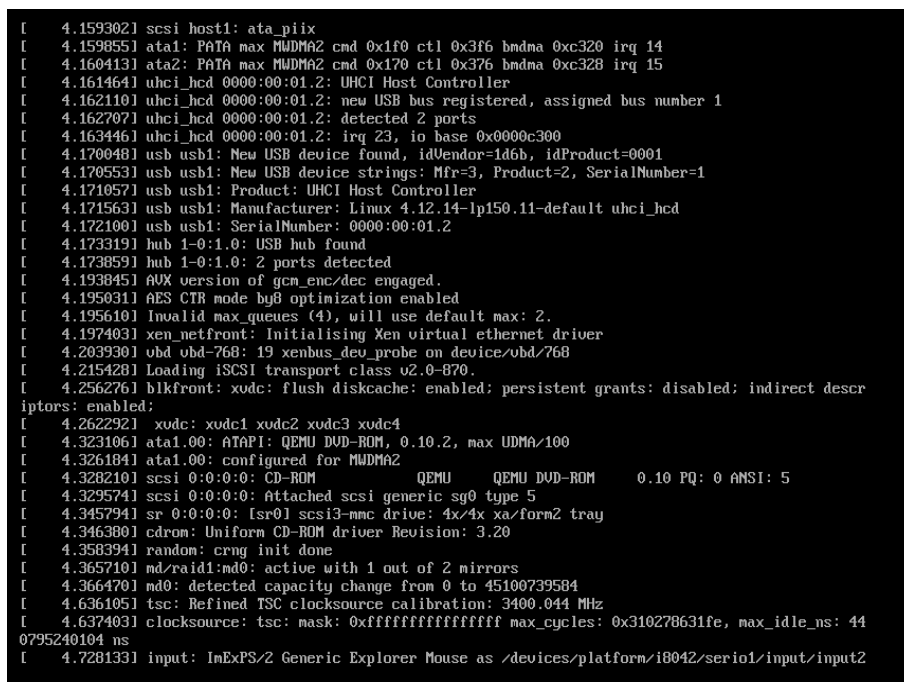 [    4.159302] scsi host1: ata_piix
[    4.159855] ata1: PATA max MWDMA2 cmd 0x1f0 ctl 0x3f6 bmdma 0xc320 irq 14
[    4.160413] ata2: PATA max MWDMA2 cmd 0x170 ctl 0x376 bmdma 0xc328 irq 15
[    4.161464] uhci_hcd 0000:00:01.2: UHCI Host Controller
[    4.162110] uhci_hcd 0000:00:01.2: new USB bus registered, assigned bus number 1
[    4.162707] uhci_hcd 0000:00:01.2: detected 2 ports
[    4.163446] uhci_hcd 0000:00:01.2: irq 23, io base 0x0000c300
[    4.170048] usb usb1: New USB device found, idVendor=1d6b, idProduct=0001
[    4.170553] usb usb1: New USB device strings: Mfr=3, Product=2, SerialNumber=1
[    4.171057] usb usb1: Product: UHCI Host Controller
[    4.171563] usb usb1: Manufacturer: Linux 4.12.14-lp150.11-default uhci_hcd
[    4.172100] usb usb1: SerialNumber: 0000:00:01.2
[    4.173319] hub 1-0:1.0: USB hub found
[    4.173859] hub 1-0:1.0: 2 ports detected
[    4.193845] AVX version of gcm_enc/dec engaged.
[    4.195031] AES CTR mode by8 optimization enabled
[    4.195610] Invalid max_queues (4), will use default max: 2.
[    4.197403] xen_netfront: Initialising Xen virtual ethernet driver
[    4.203930] vbd vbd-768: 19 xenbus_dev_probe on device/vbd/768
[    4.215428] Loading iSCSI transport class v2.0-870.
[    4.256276] blkfront: xvdc: flush diskcache: enabled; persistent grants: disabled; indirect descr
iptors: enabled;
[    4.262292]  xvdc: xvdc1 xvdc2 xvdc3 xvdc4
[    4.323106] ata1.00: ATAPI: QEMU DVD-ROM, 0.10.2, max UDMA/100
[    4.326184] ata1.00: configured for MWDMA2
[    4.328210] scsi 0:0:0:0: CD-ROM            QEMU     QEMU DVD-ROM     0.10 PQ: 0 ANSI: 5
[    4.329574] scsi 0:0:0:0: Attached scsi generic sg0 type 5
[    4.345794] sr 0:0:0:0: [sr0] scsi3-mmc drive: 4x/4x xa/form2 tray
[    4.346380] cdrom: Uniform CD-ROM driver Revision: 3.20
[    4.358394] random: crng init done
[    4.365710] md/raid1:md0: active with 1 out of 2 mirrors
[    4.366470] md0: detected capacity change from 0 to 45100739584
[    4.636105] tsc: Refined TSC clocksource calibration: 3400.044 MHz
[    4.637403] clocksource: tsc: mask: 0xffffffffffffffff max_cycles: 0x310278631fe, max_idle_ns: 44
0795240104 ns
[    4.728133] input: ImExPS/2 Generic Explorer Mouse as /devices/platform/i8042/serio1/input/input2